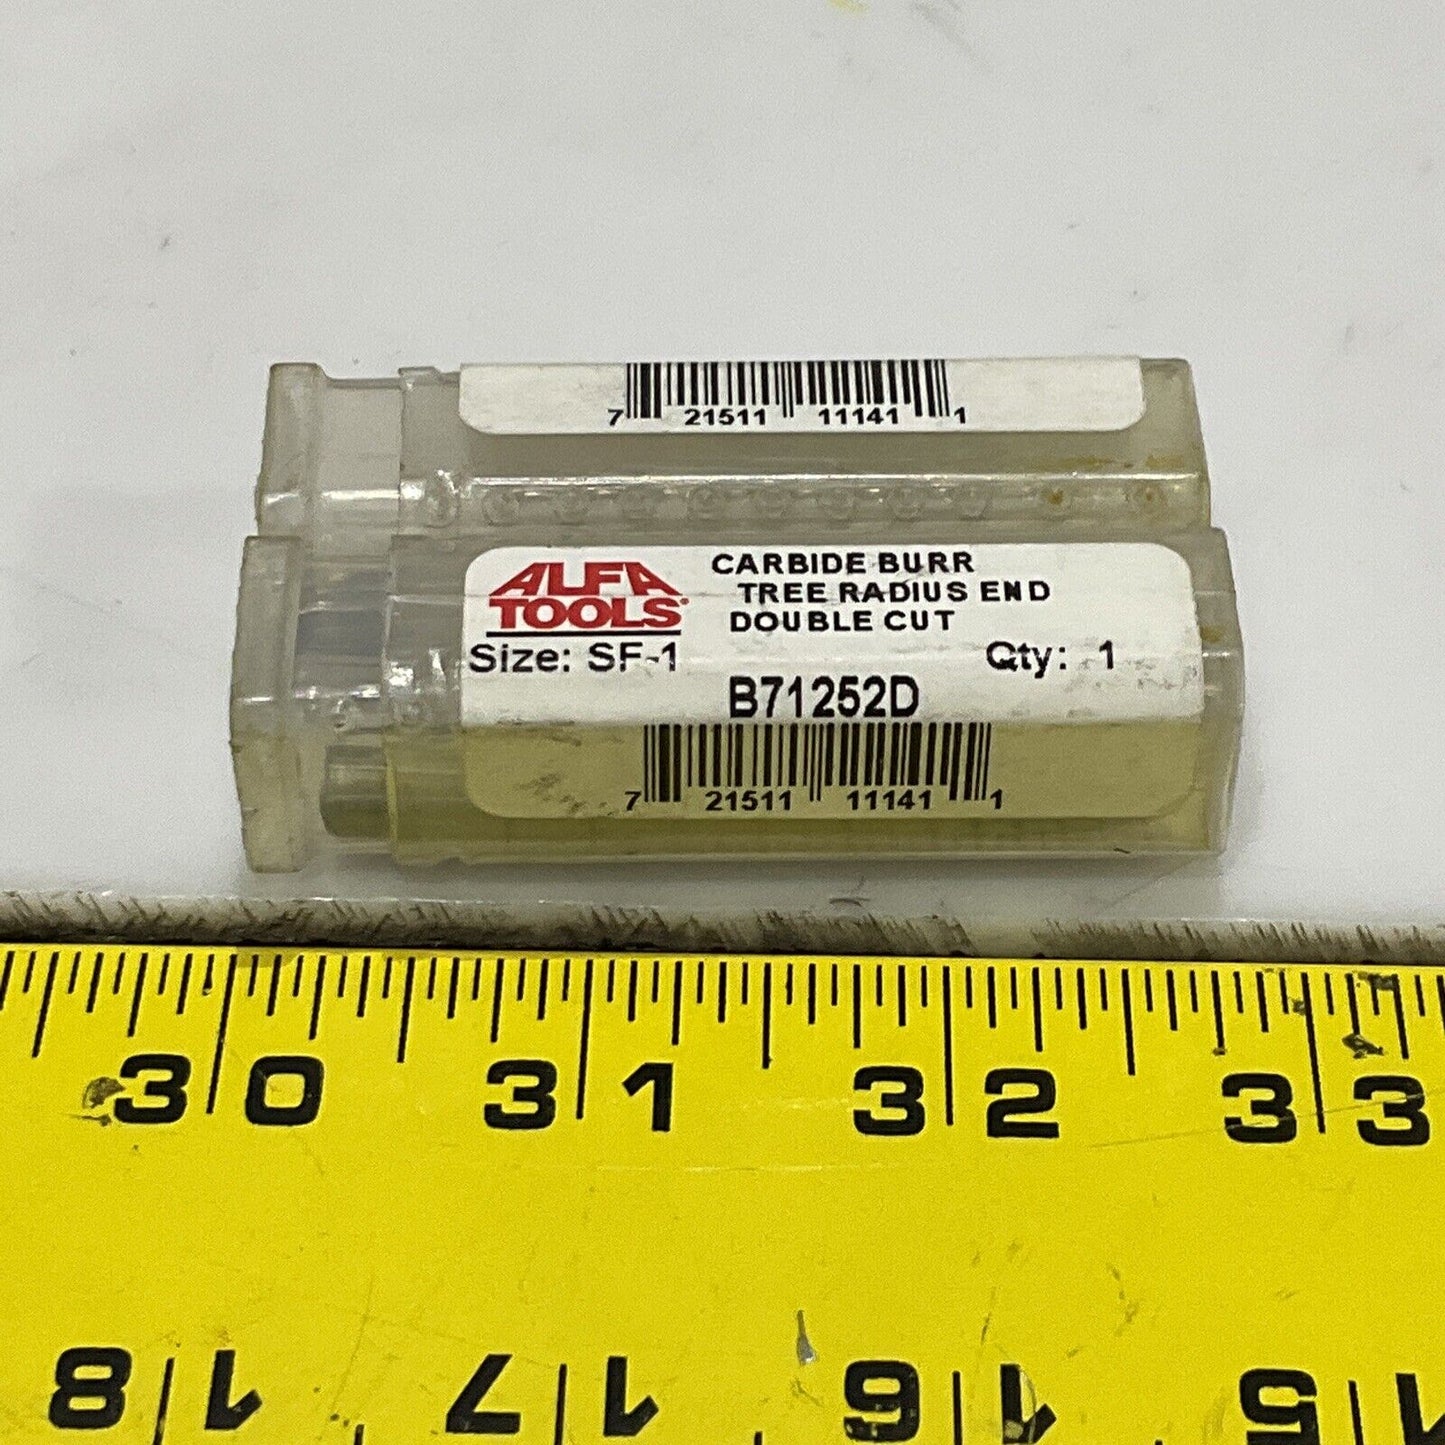 7 21511 11141 1
ALFA TOOLS®
CARBIDE BURR
TREE RADIUS END
DOUBLE CUT
Size: SF-1 Qty: 1
B71252D
7 21511 11141 1
30 31 32 33
18 17 16 15